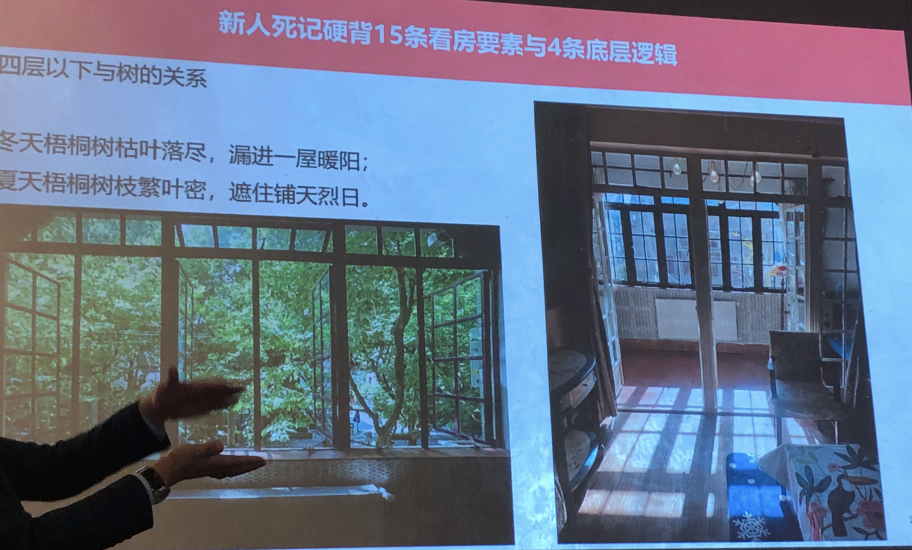 新人死记硬背15条看房要素与4条底层逻辑
四层以下与树的关系
冬天梧桐树枯叶落尽，漏进一屋暖阳；
夏天梧桐树枝繁叶密，遮住铺天烈日。